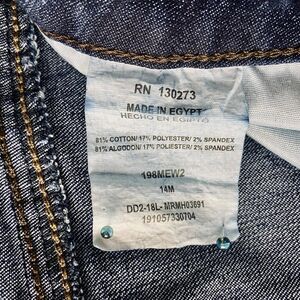 RN 130273
MADE IN EGYPT
HECHO EN EGIPTO
81% COTTON/ 17% POLYESTER/ 2% SPANDEX
81% ALGODON/ 17% POLIESTER/ 2% SPANDEX
198MEW2
14M
DD2-18L-MRMH03691
191057330704